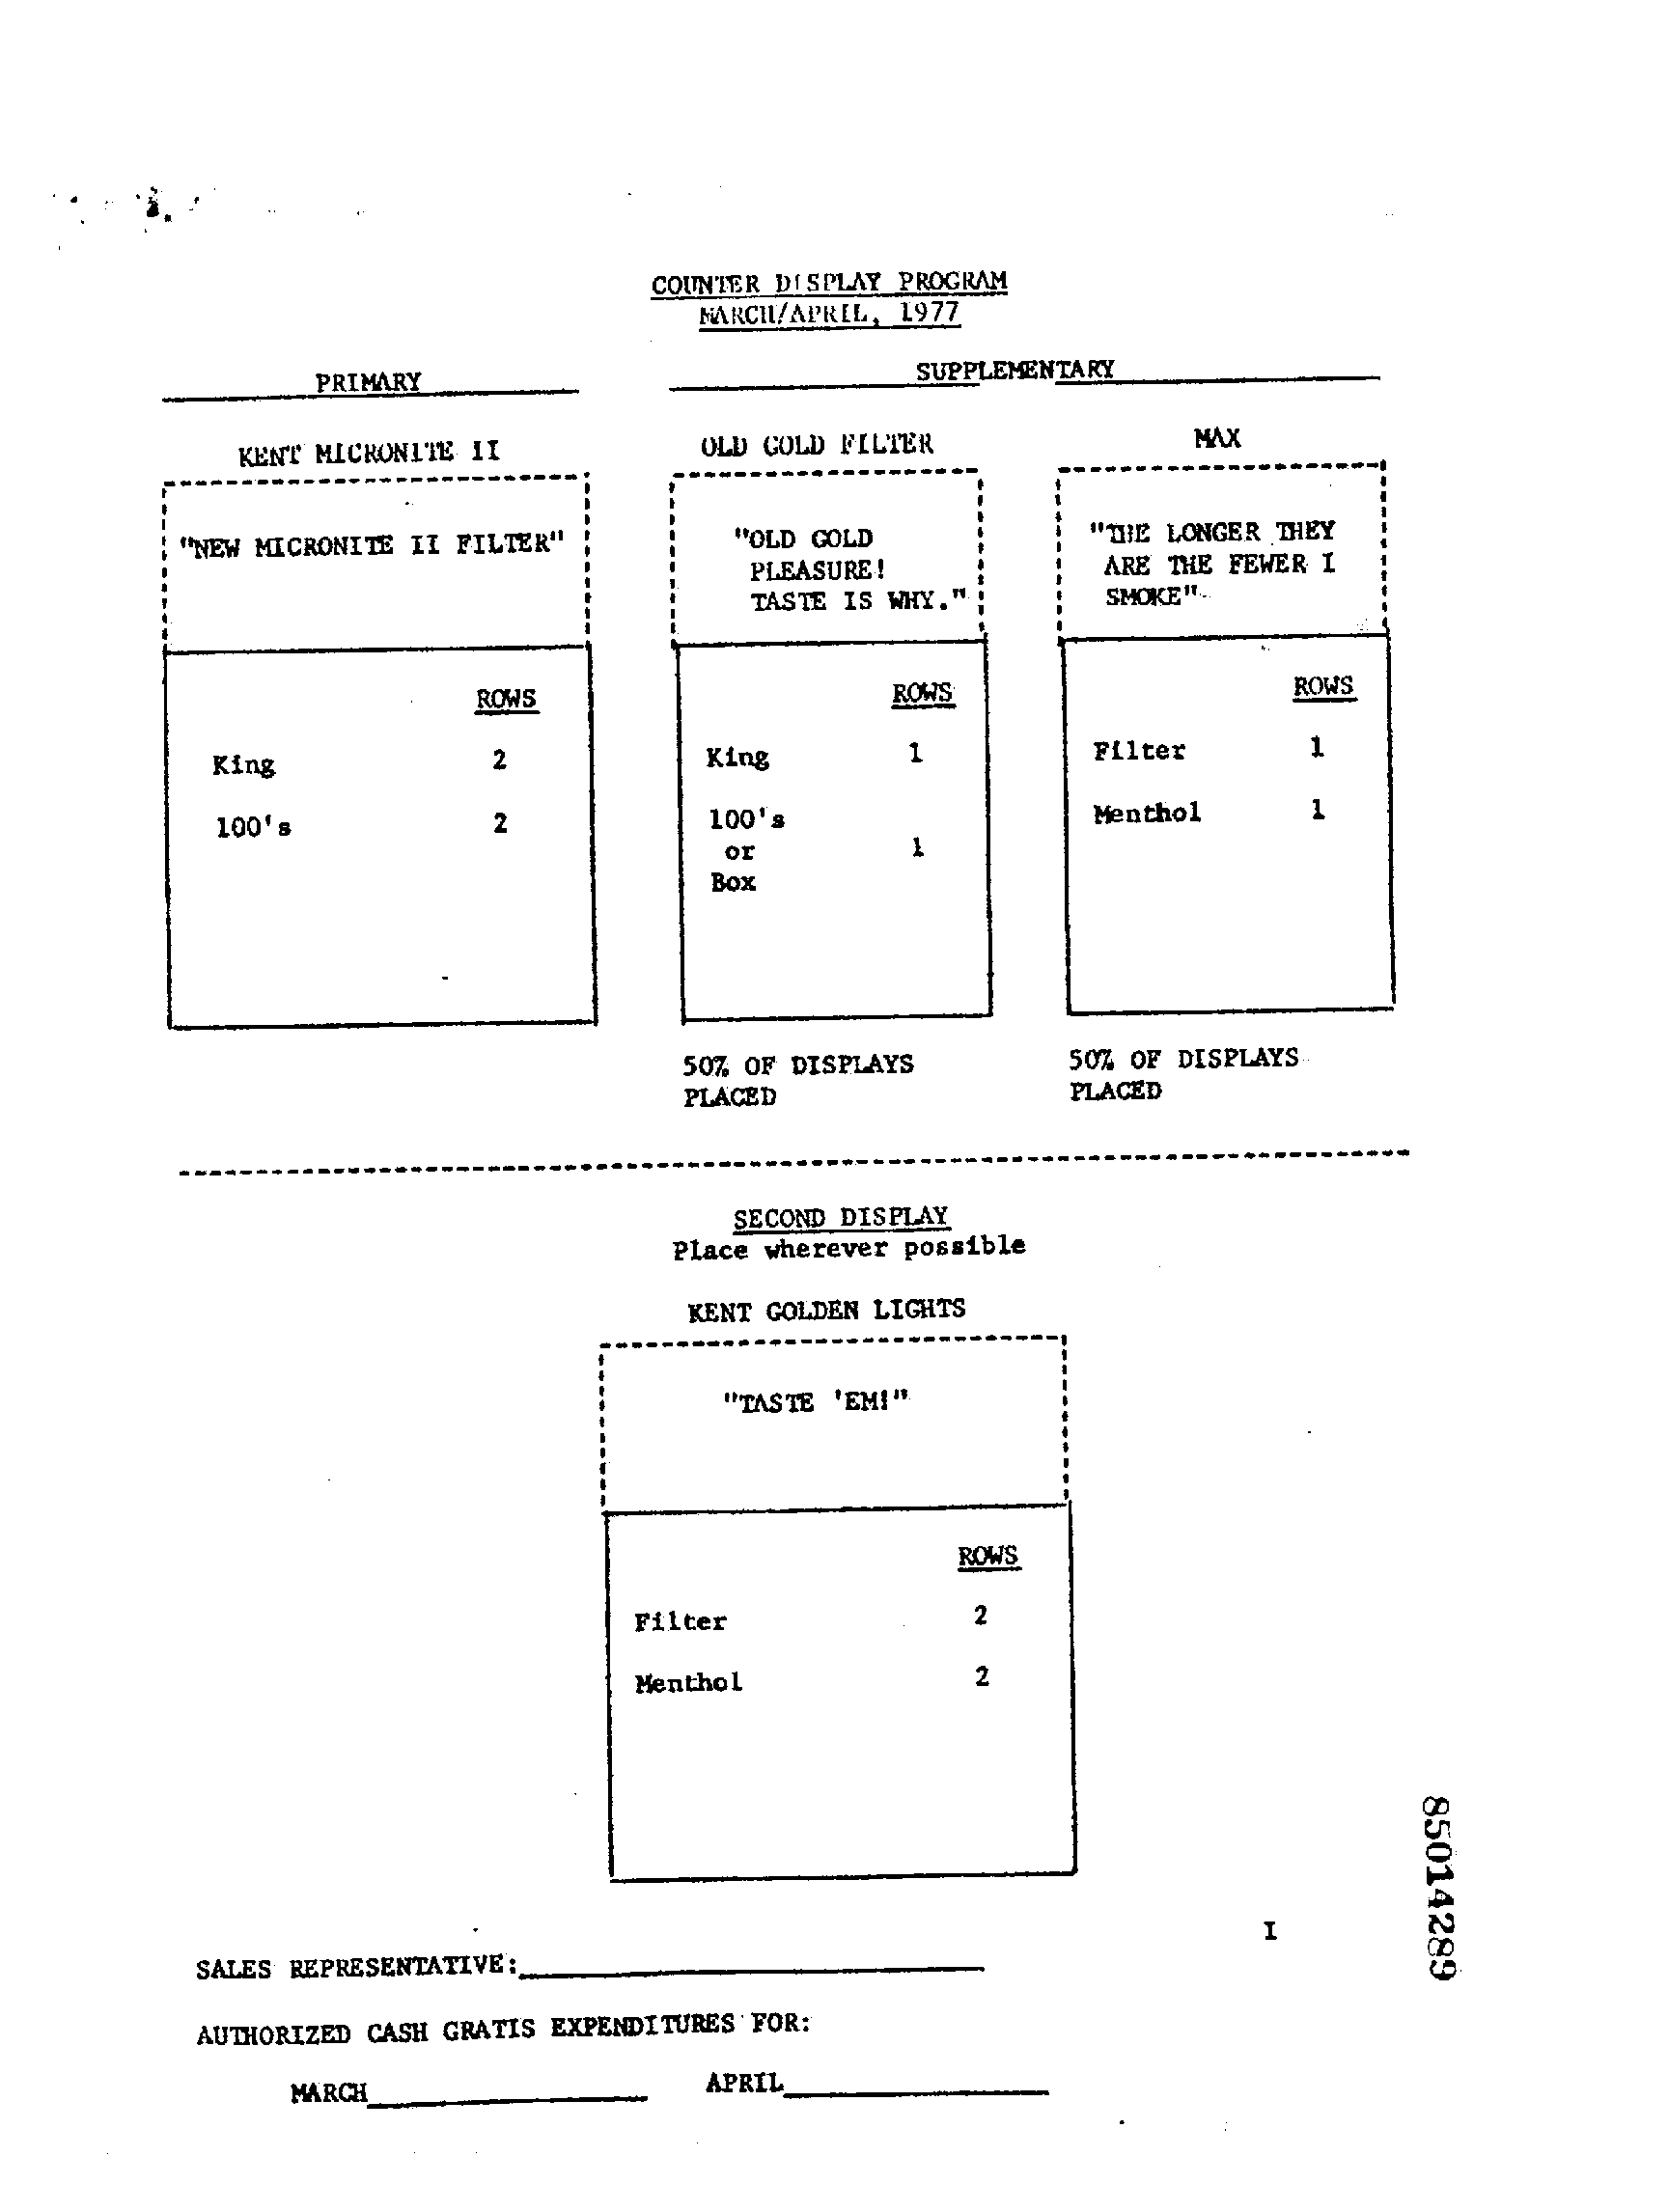 COUNTER DISPLAY PROGRAM
MARCH/APRIL, 1977
PRIMARY
SUPPLEMENTARY
KENT MICRONITE II
"NEW MICRONITE II FILTER"
ROWS
King 2
100's 2
OLD GOLD FILTER
"OLD GOLD
PLEASURE!
TASTE IS WHY."
ROWS
King 1
100's
or 1
Box
50% OF DISPLAYS
PLACED
MAX
"THE LONGER THEY
ARE THE FEWER I
SMOKE"
ROWS
Filter 1
Menthol 1
50% OF DISPLAYS
PLACED
SECOND DISPLAY
Place wherever possible
KENT GOLDEN LIGHTS
"TASTE 'EM!"
ROWS
Filter 2
Menthol 2
I
SALES REPRESENTATIVE:
AUTHORIZED CASH GRATIS EXPENDITURES FOR:
MARCH APRIL
85014289